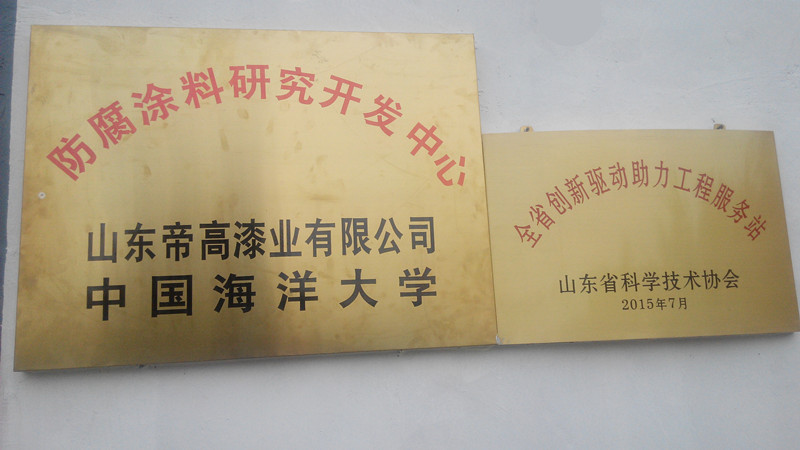 防腐涂料研究开发中心
山东帝高漆业有限公司
中国海洋大学
全省创新驱动助力工程服务站
山东省科学技术协会
2015年7月